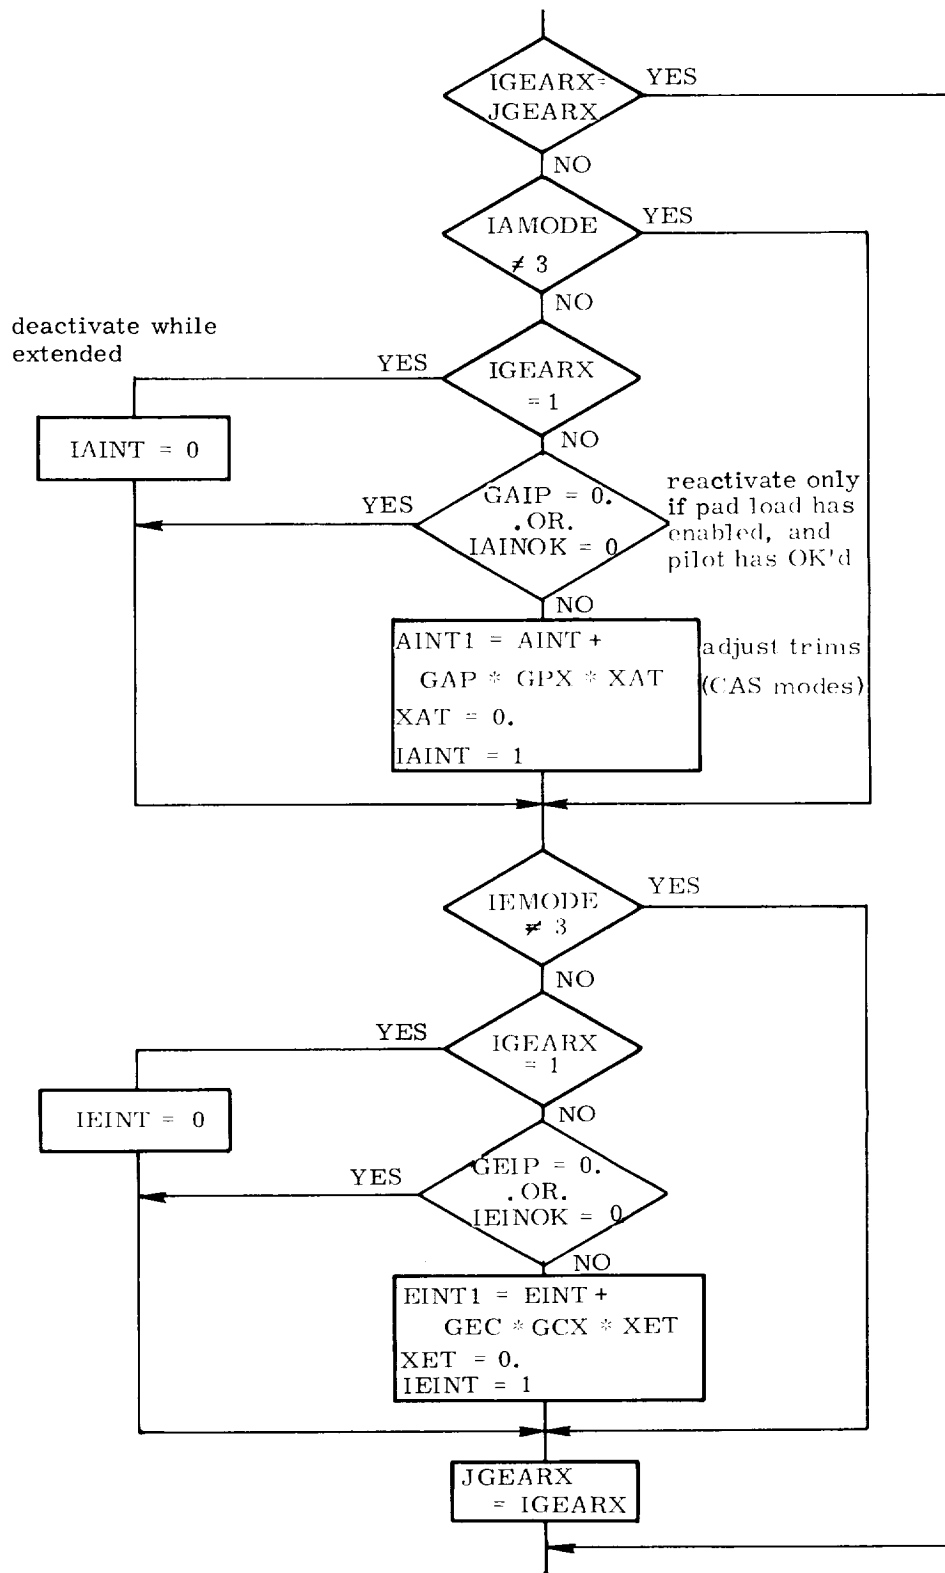 IGEARX=
JGEARX
YES
NO
IAMODE
≠ 3
YES
NO
deactivate while
extended
YES
IGEARX
= 1
IAINT = 0
NO
GAIP = 0.
.OR.
IAINOK = 0
YES
reactivate only
if pad load has
enabled, and
pilot has OK'd
NO
AINT1 = AINT +
GAP * GPX * XAT
XAT = 0.
IAINT = 1
adjust trims
(CAS modes)
IEMODE
≠ 3
YES
NO
YES
IGEARX
= 1
IEINT = 0
NO
GEIP = 0.
.OR.
IEINOK = 0
YES
NO
EINT1 = EINT +
GEC * GCX * XET
XET = 0.
IEINT = 1
JGEARX
= IGEARX